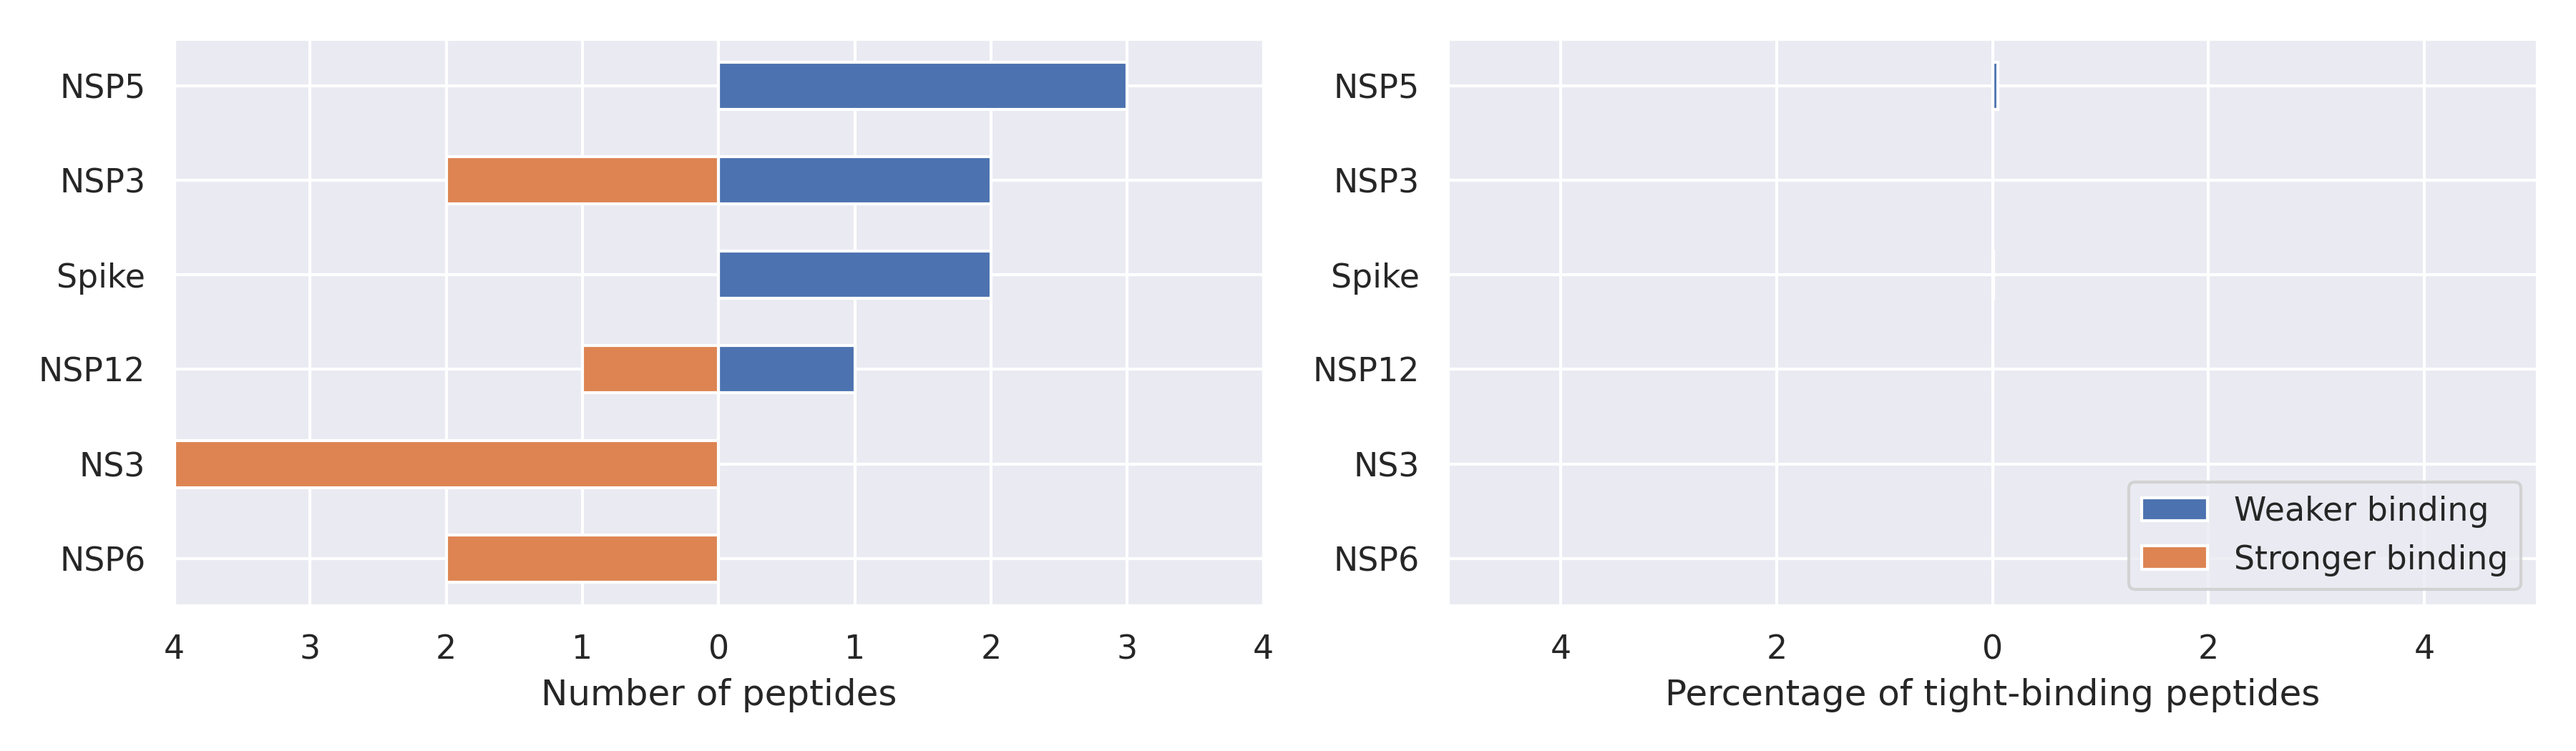 NSP5
NSP3
Spike
NSP12
NS3
NSP6
4 3 2 1 0 1 2 3 4
Number of peptides
NSP5
NSP3
Spike
NSP12
NS3
NSP6
Weaker binding
Stronger binding
4 2 0 2 4
Percentage of tight-binding peptides